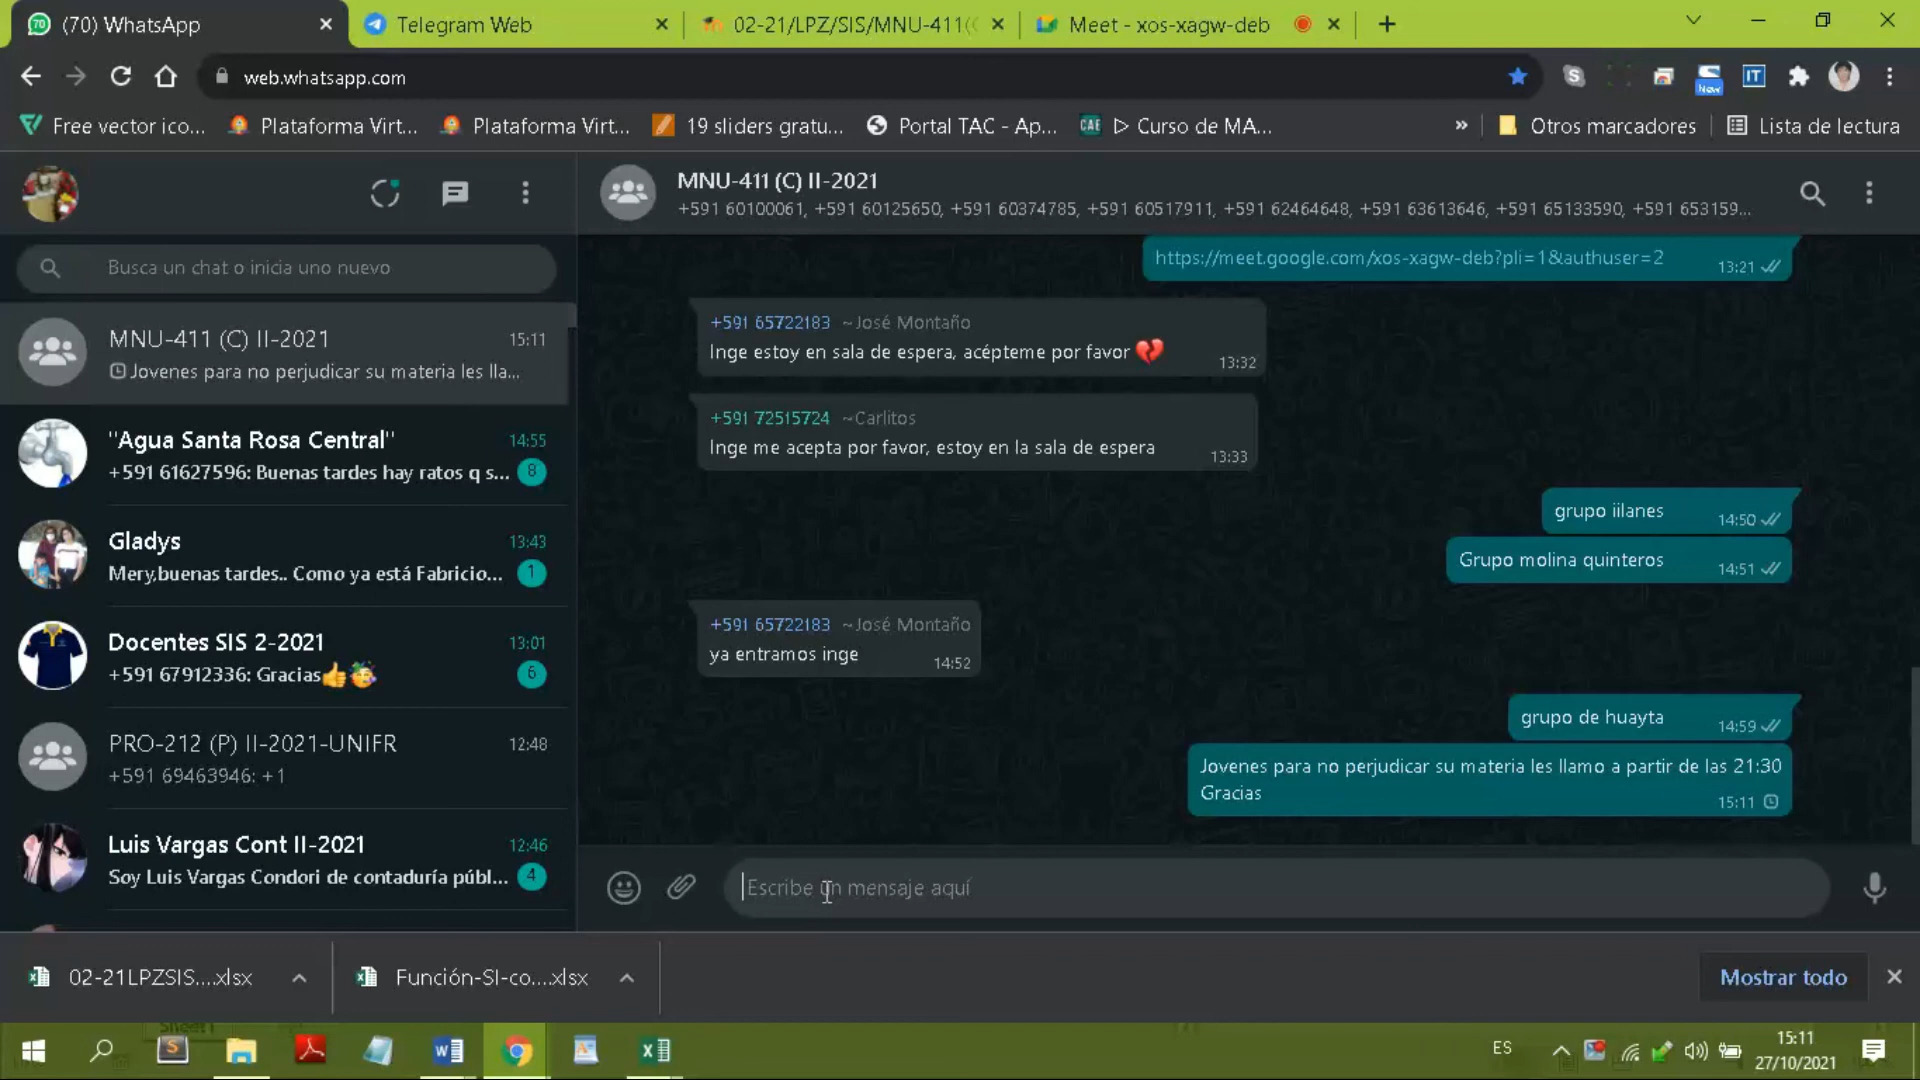 (70) WhatsApp
Telegram Web
02-21/LPZ/SIS/MNU-411(
Meet - xos-xagw-deb
web.whatsapp.com
New
IT
Free vector ico...
Plataforma Virt...
Plataforma Virt...
19 sliders gratu...
Portal TAC - Ap...
CAE
▷ Curso de MA...
»
Otros marcadores
Lista de lectura
MNU-411 (C) II-2021
+591 60100061, +591 60125650, +591 60374785, +591 60517911, +591 62464648, +591 63613646, +591 65133590, +591 653159...
Busca un chat o inicia uno nuevo
MNU-411 (C) II-2021
15:11
Jovenes para no perjudicar su materia les lla...
"Agua Santa Rosa Central"
14:55
+591 61627596: Buenas tardes hay ratos q s...
8
Gladys
13:43
Mery,buenas tardes.. Como ya está Fabricio...
1
Docentes SIS 2-2021
13:01
+591 67912336: Gracias👍🥳
6
PRO-212 (P) II-2021-UNIFR
12:48
+591 69463946: +1
Luis Vargas Cont II-2021
12:46
Soy Luis Vargas Condori de contaduría públ...
4
https://meet.google.com/xos-xagw-deb?pli=1&authuser=2
13:21
+591 65722183 ~José Montaño
Inge estoy en sala de espera, acépteme por favor 💔
13:32
+591 72515724 ~Carlitos
Inge me acepta por favor, estoy en la sala de espera
13:33
grupo iilanes
14:50
Grupo molina quinteros
14:51
+591 65722183 ~José Montaño
ya entramos inge
14:52
grupo de huayta
14:59
Jovenes para no perjudicar su materia les llamo a partir de las 21:30
Gracias
15:11
Escribe un mensaje aquí
02-21LPZSIS....xlsx
Función-SI-co....xlsx
Mostrar todo
Sheet1
ES
15:11
27/10/2021